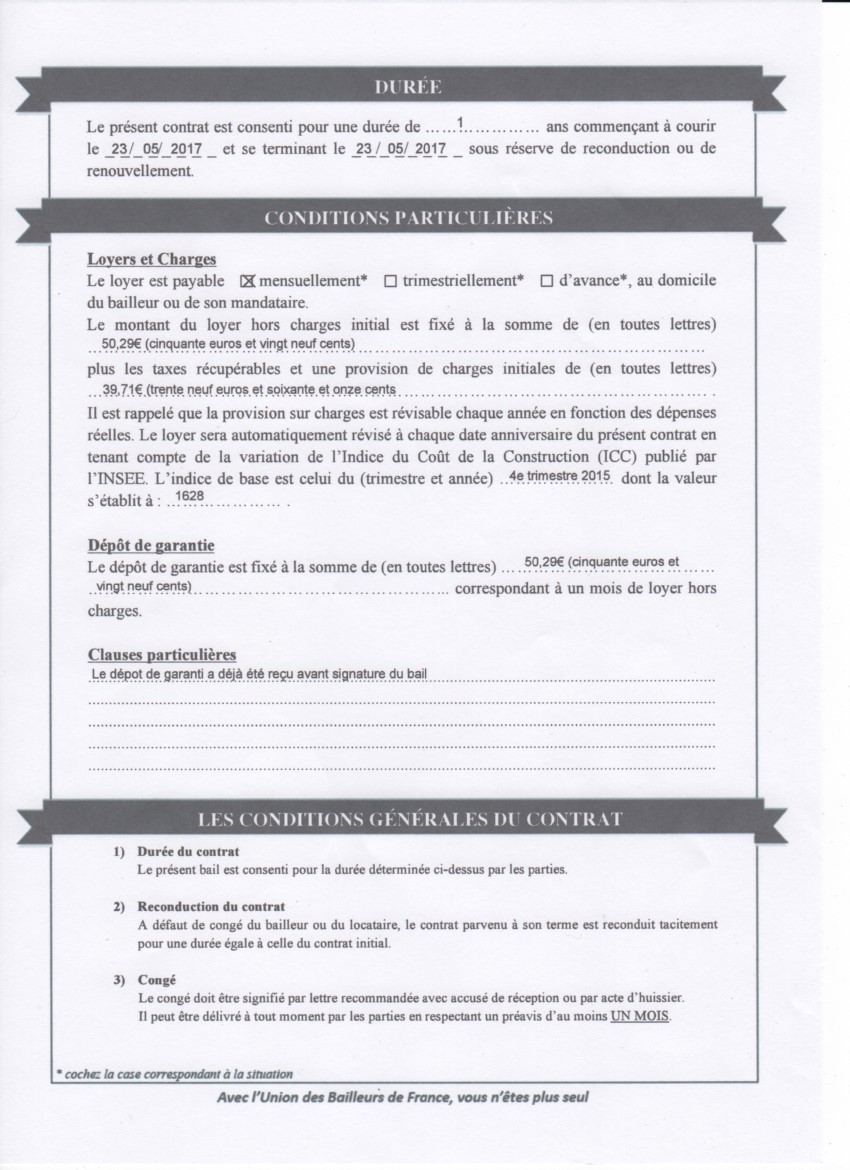 DURÉE
Le présent contrat est consenti pour une durée de ......1................ ans commençant à courir
le _23/_05/_2017 _ et se terminant le _23 /_05/_2017 _ sous réserve de reconduction ou de
renouvellement.
CONDITIONS PARTICULIÈRES
Loyers et Charges
Le loyer est payable ☒ mensuellement* ☐ trimestriellement* ☐ d'avance*, au domicile
du bailleur ou de son mandataire.
Le montant du loyer hors charges initial est fixé à la somme de (en toutes lettres)
50,29€ (cinquante euros et vingt neuf cents)
plus les taxes récupérables et une provision de charges initiales de (en toutes lettres)
39,71€ (trente neuf euros et soixante et onze cents
Il est rappelé que la provision sur charges est révisable chaque année en fonction des dépenses
réelles. Le loyer sera automatiquement révisé à chaque date anniversaire du présent contrat en
tenant compte de la variation de l'Indice du Coût de la Construction (ICC) publié par
l'INSEE. L'indice de base est celui du (trimestre et année) ..4e trimestre 2015. dont la valeur
s'établit à : ..1628................ .
Dépôt de garantie
Le dépôt de garantie est fixé à la somme de (en toutes lettres) ... 50,29€ (cinquante euros et
vingt neuf cents)............................................. correspondant à un mois de loyer hors
charges.
Clauses particulières
Le dépot de garanti a déjà été reçu avant signature du bail
LES CONDITIONS GÉNÉRALES DU CONTRAT
1) Durée du contrat
Le présent bail est consenti pour la durée déterminée ci-dessus par les parties.
2) Reconduction du contrat
A défaut de congé du bailleur ou du locataire, le contrat parvenu à son terme est reconduit tacitement
pour une durée égale à celle du contrat initial.
3) Congé
Le congé doit être signifié par lettre recommandée avec accusé de réception ou par acte d'huissier.
Il peut être délivré à tout moment par les parties en respectant un préavis d'au moins UN MOIS.
* cochez la case correspondant à la situation
Avec l'Union des Bailleurs de France, vous n'êtes plus seul